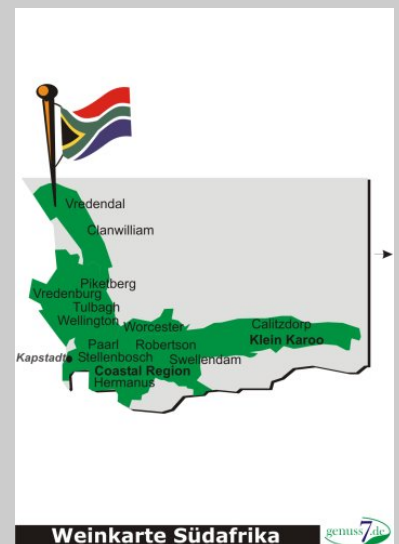 Vredendal
Clanwilliam
Piketberg
Vredenburg
Tulbagh
Wellington
Worcester
Calitzdorp
Paarl
Robertson
Klein Karoo
Kapstadt
Stellenbosch
Swellendam
Coastal Region
Hermanus
Weinkarte Südafrika
genuss7.de